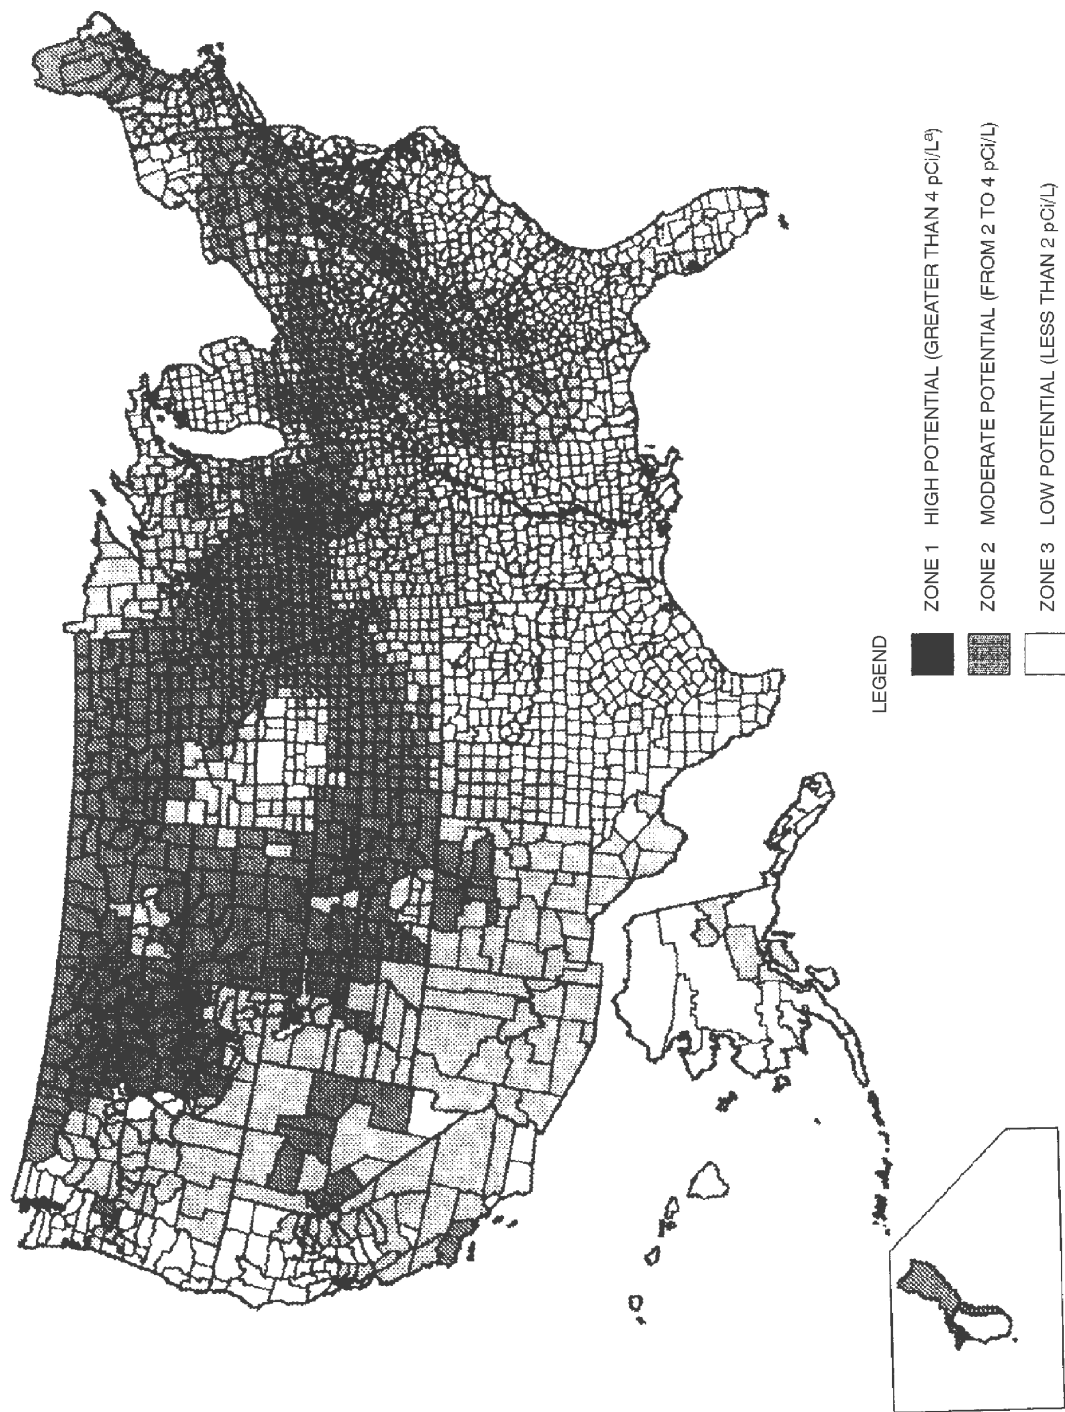 LEGEND
ZONE 1 HIGH POTENTIAL (GREATER THAN 4 pCi/Lᵃ)
ZONE 2 MODERATE POTENTIAL (FROM 2 TO 4 pCi/L)
ZONE 3 LOW POTENTIAL (LESS THAN 2 pCi/L)